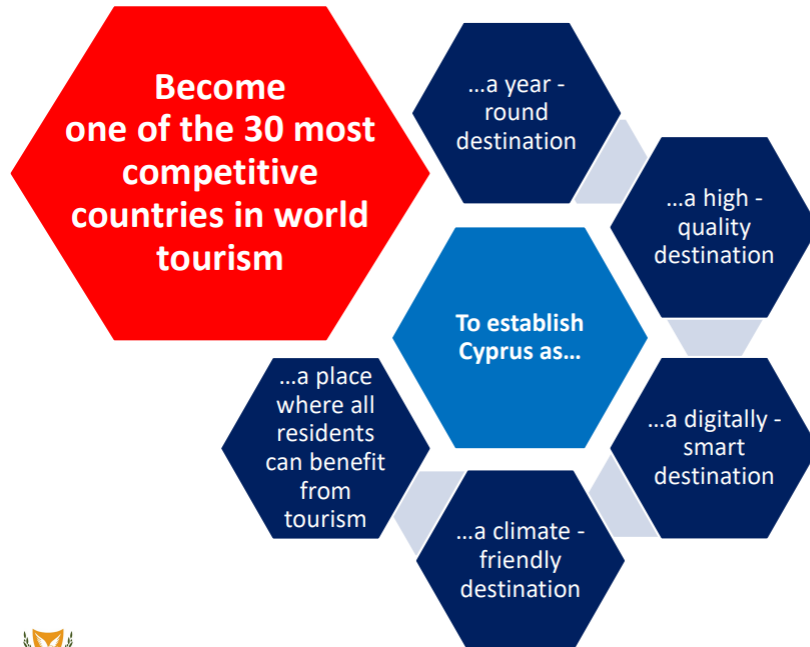 Become
one of the 30 most
competitive
countries in world
tourism
...a year -
round
destination
...a high -
quality
destination
To establish
Cyprus as...
...a digitally -
smart
destination
...a climate -
friendly
destination
...a place
where all
residents
can benefit
from
tourism